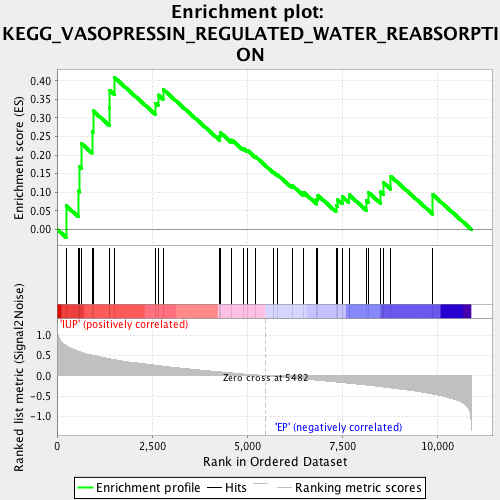 Enrichment plot:
KEGG_VASOPRESSIN_REGULATED_WATER_REABSORPTI
ON
Enrichment score (ES)
0.40
0.35
0.30
0.25
0.20
0.15
0.10
0.05
0.00
'IUP' (positively correlated)
Ranked list metric (Signal2Noise)
1.0
0.5
0.0
-0.5
-1.0
Zero cross at 5482
'EP' (negatively correlated)
0
2,500
5,000
7,500
10,000
Rank in Ordered Dataset
Enrichment profile
Hits
Ranking metric scores